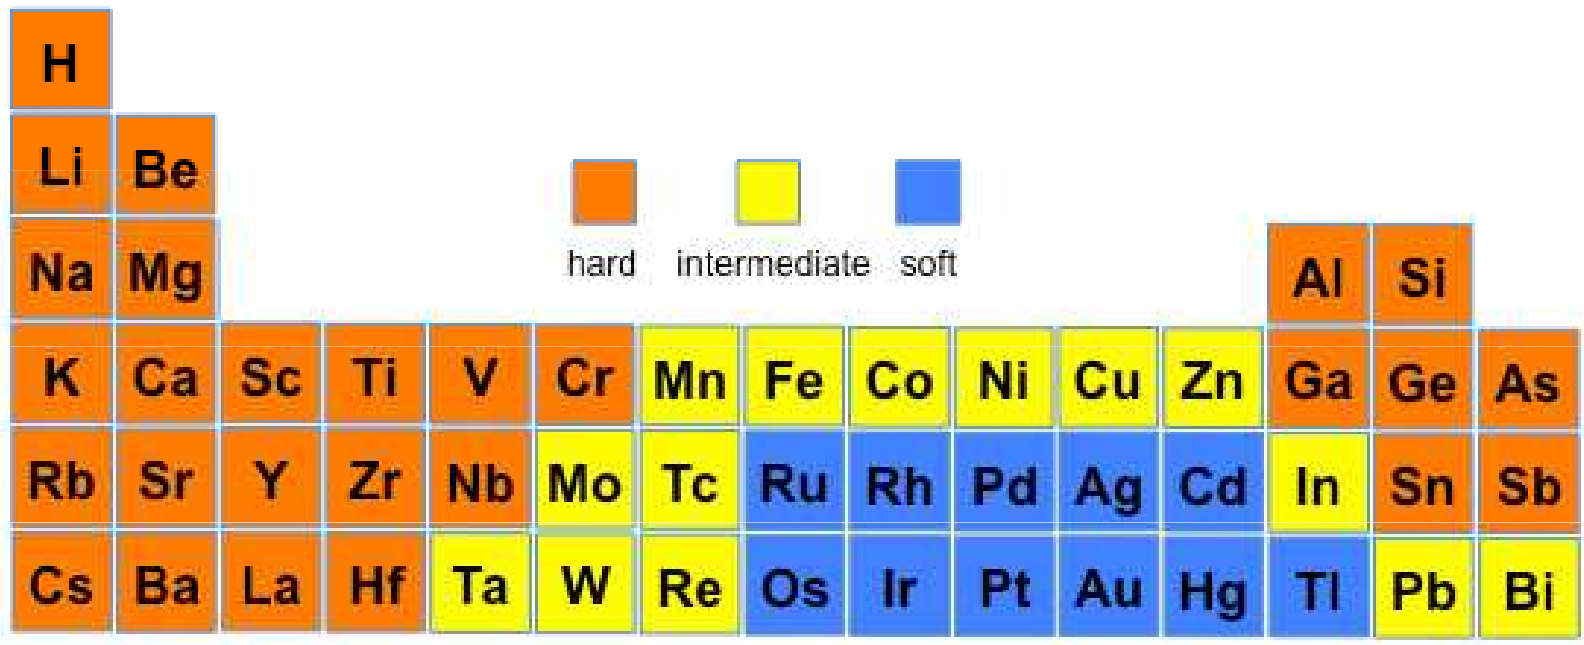 H
Li Be
hard intermediate soft
Na Mg Al Si
K Ca Sc Ti V Cr Mn Fe Co Ni Cu Zn Ga Ge As
Rb Sr Y Zr Nb Mo Tc Ru Rh Pd Ag Cd In Sn Sb
Cs Ba La Hf Ta W Re Os Ir Pt Au Hg Tl Pb Bi